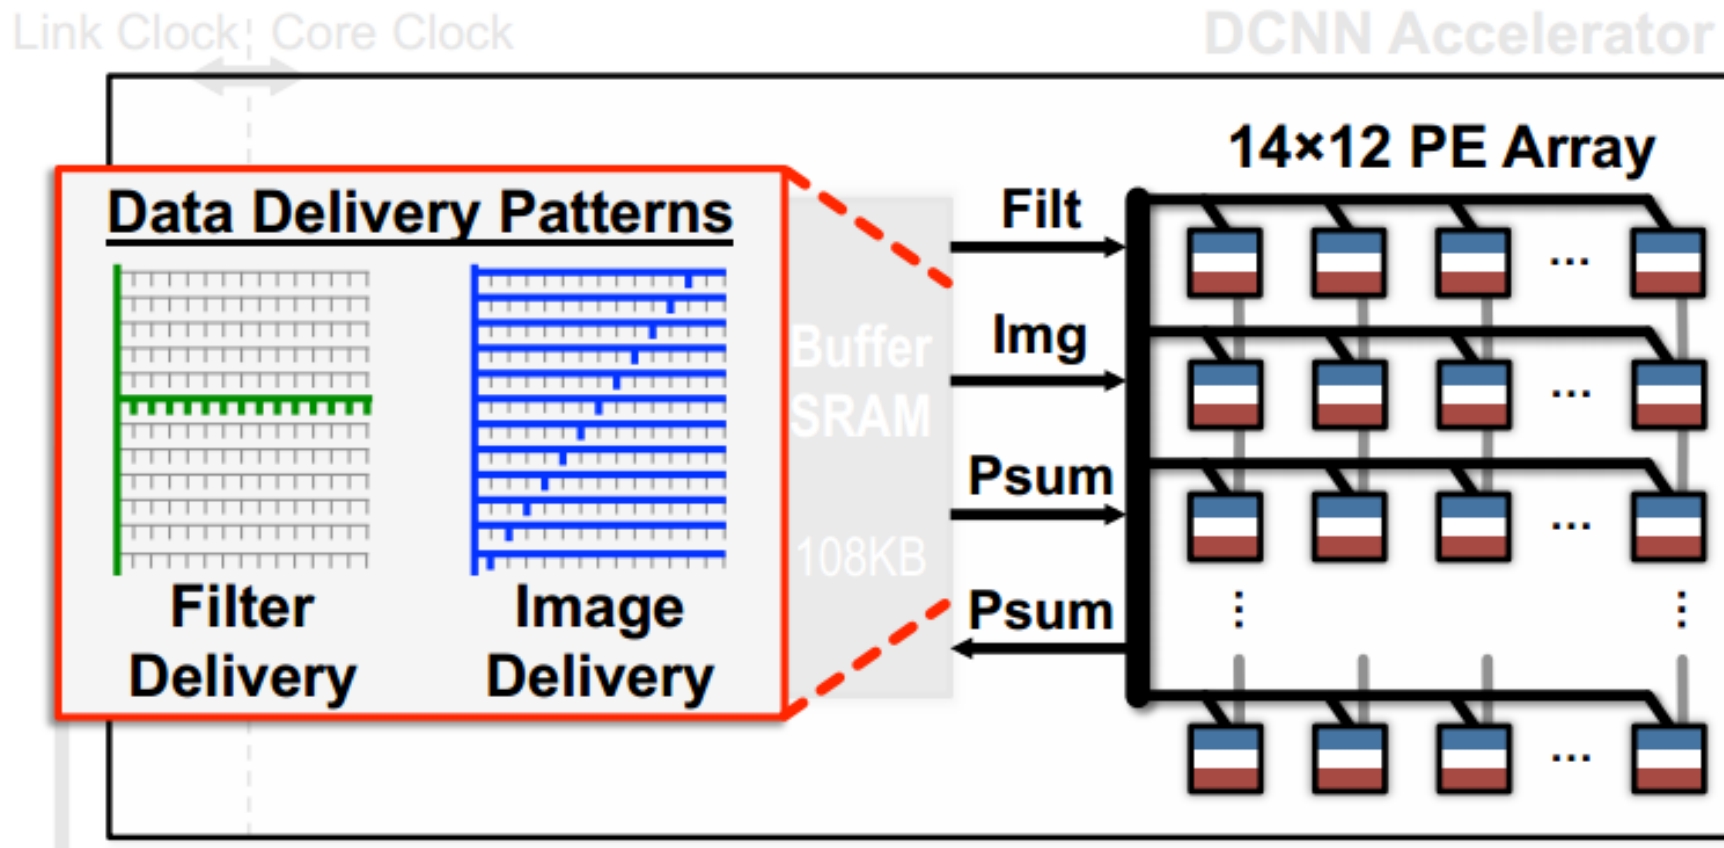 Link Clock Core Clock
DCNN Accelerator
14×12 PE Array
Data Delivery Patterns
Filter
Delivery
Image
Delivery
Buffer
SRAM
108KB
Filt
Img
Psum
Psum
...
...
...
...
...
...